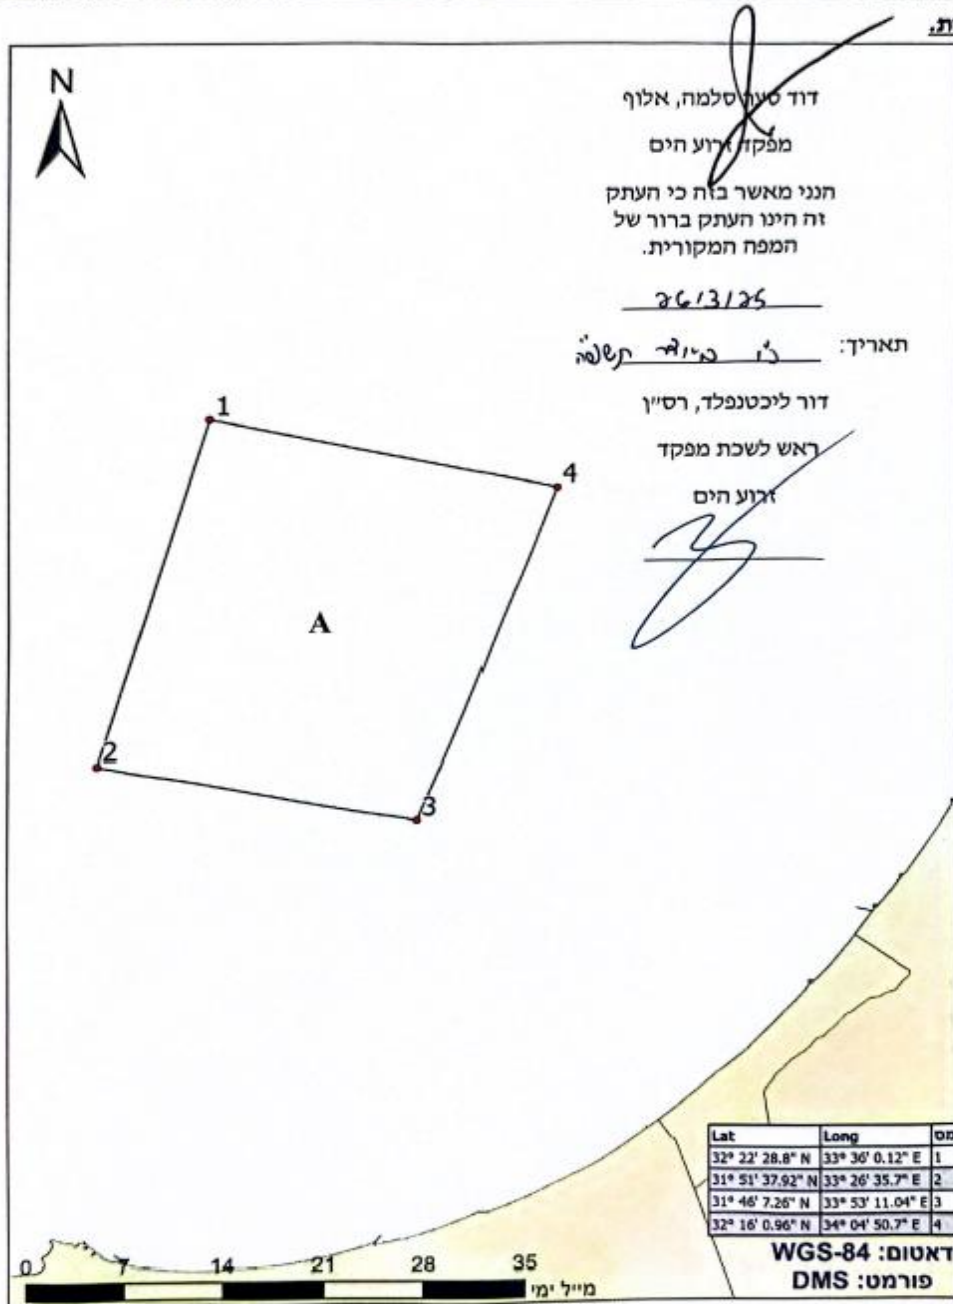 ת.
N
דוד סער סלמה, אלוף
מפקד זרוע הים
הנני מאשר בזה כי העתק
זה הינו העתק ברור של
המפה המקורית.
26/3/25
תאריך:
דור ליכטנפלד, רס"ן
ראש לשכת מפקד
זרוע הים
1
4
A
2
3
Lat Long מס
32° 22' 28.8" N 33° 36' 0.12" E 1
31° 51' 37.92" N 33° 26' 35.7" E 2
31° 46' 7.26" N 33° 53' 11.04" E 3
32° 16' 0.96" N 34° 04' 50.7" E 4
דאטום: WGS-84
פורמט: DMS
0 7 14 21 28 35
מייל ימי